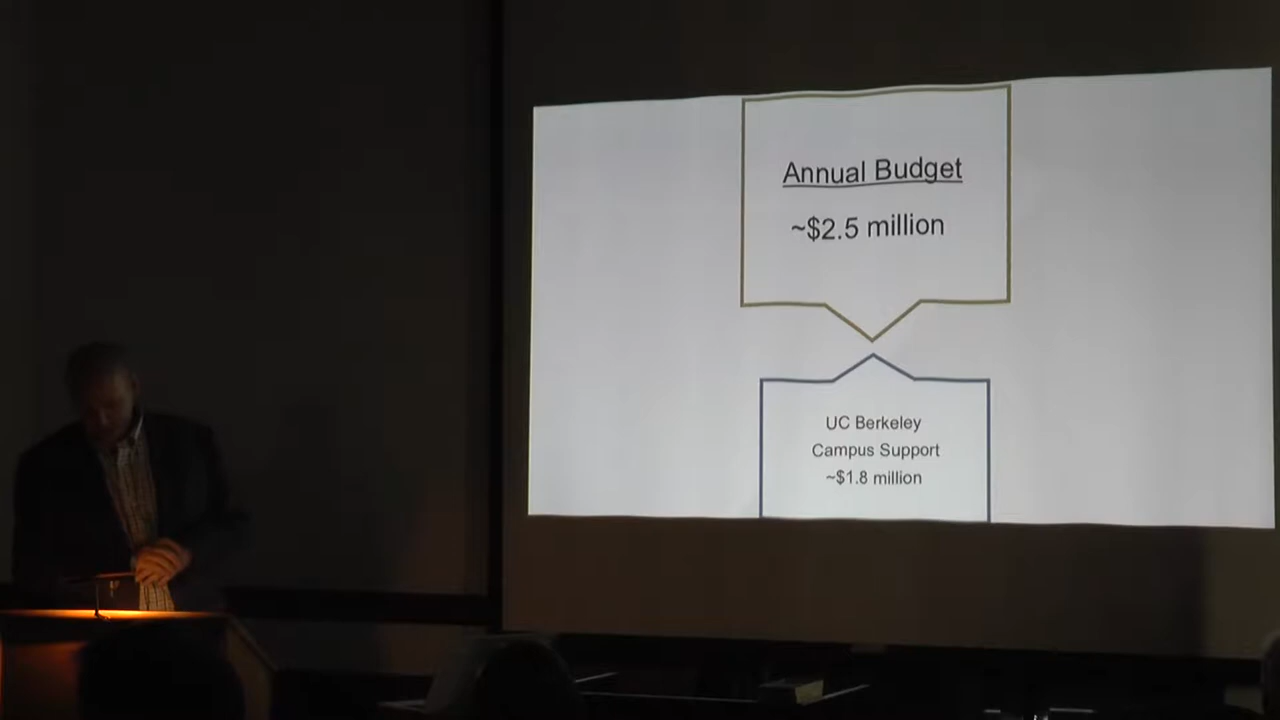 Annual Budget
~$2.5 million
UC Berkeley
Campus Support
~$1.8 million